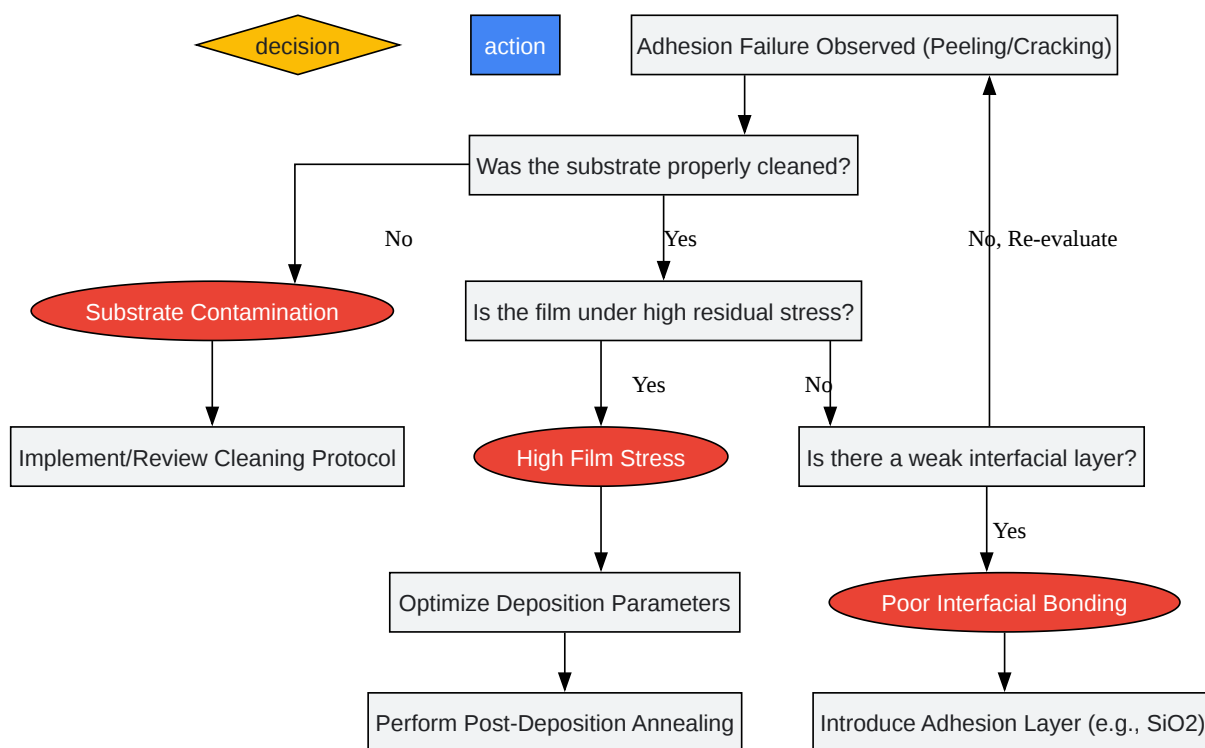 decision
action
Adhesion Failure Observed (Peeling/Cracking)
Was the substrate properly cleaned?
No
Yes
No, Re-evaluate
Substrate Contamination
Is the film under high residual stress?
Yes
No
Implement/Review Cleaning Protocol
High Film Stress
Is there a weak interfacial layer?
Yes
Optimize Deposition Parameters
Poor Interfacial Bonding
Perform Post-Deposition Annealing
Introduce Adhesion Layer (e.g., SiO2)